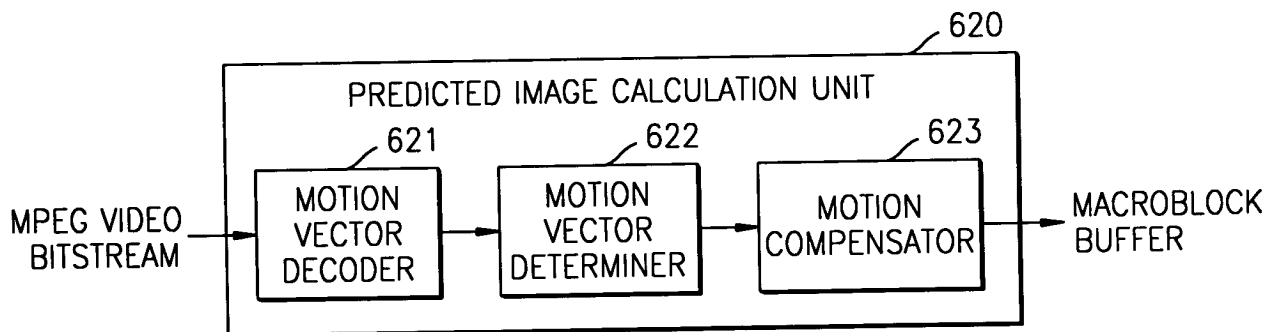 620
PREDICTED IMAGE CALCULATION UNIT
621
622
623
MPEG VIDEO
BITSTREAM
MOTION
VECTOR
DECODER
MOTION
VECTOR
DETERMINER
MOTION
COMPENSATOR
MACROBLOCK
BUFFER